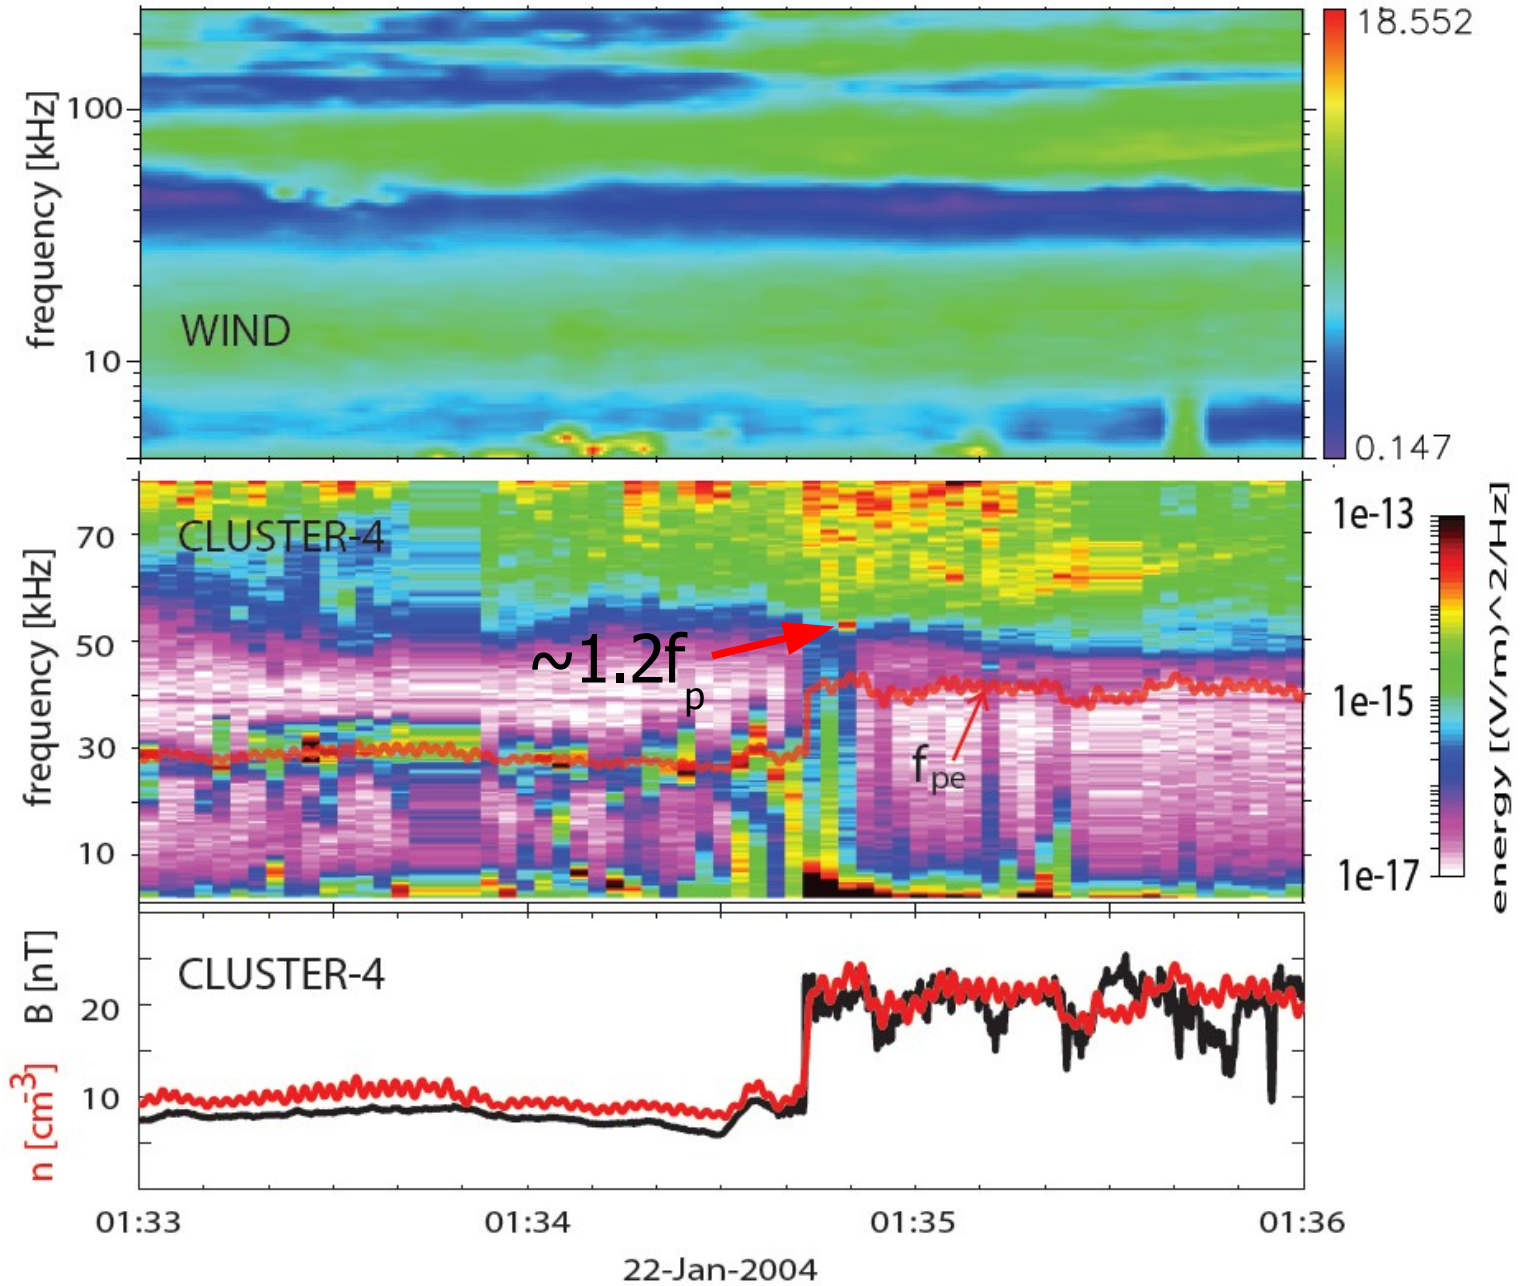 frequency [kHz]
100
10
WIND
18.552
0.147
frequency [kHz]
70
50
30
10
CLUSTER-4
~1.2f
p
f
pe
1e-13
1e-15
1e-17
energy [(V/m)^2/Hz]
n [cm⁻³] B [nT]
20
10
CLUSTER-4
01:33 01:34 01:35 01:36
22-Jan-2004